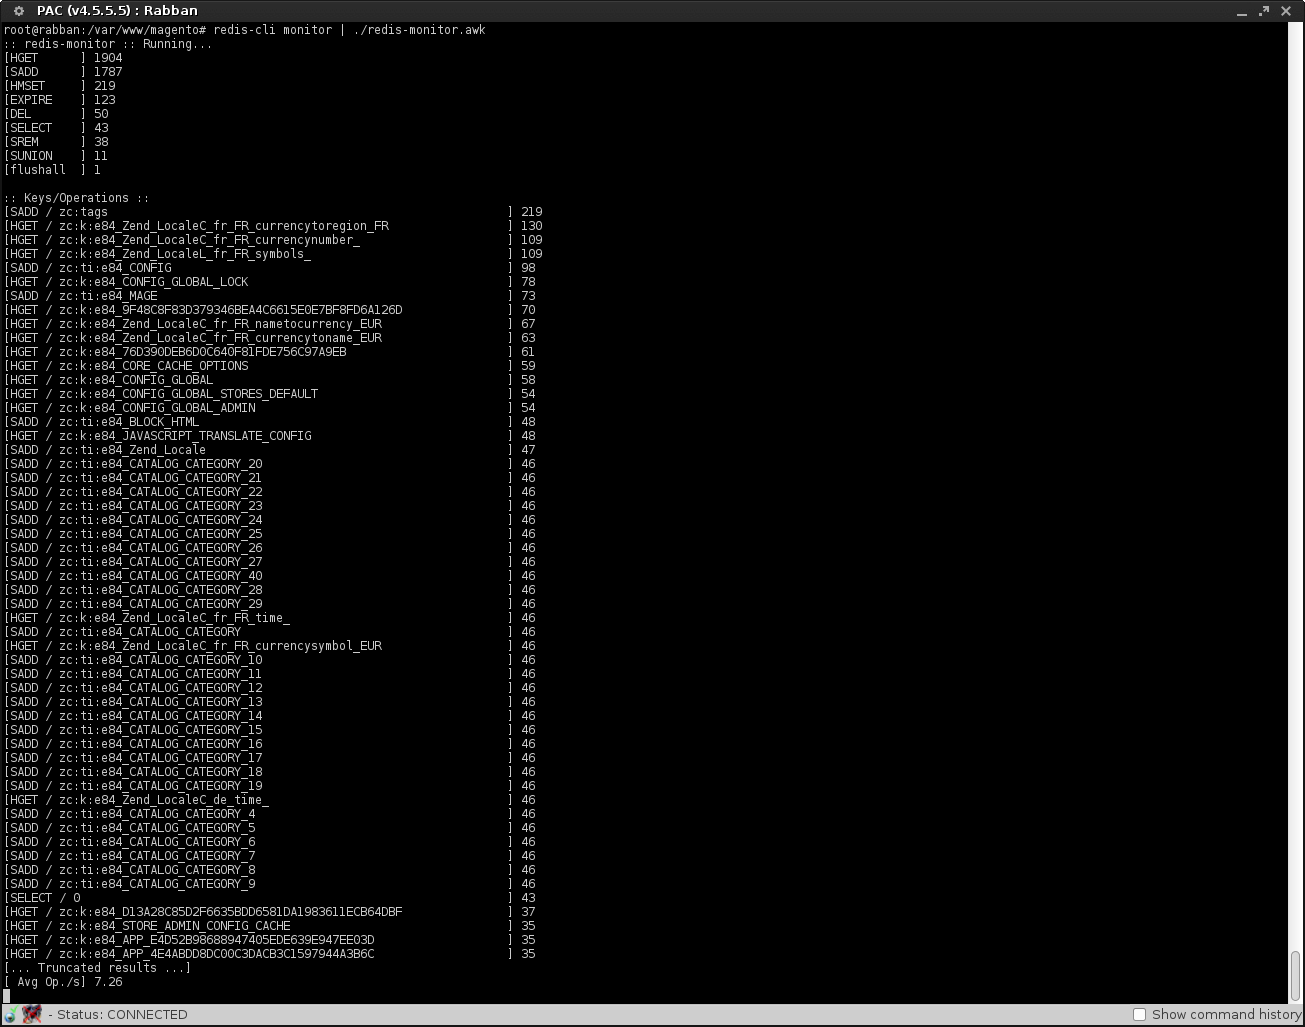 PAC (v4.5.5.5) : Rabban
root@rabban:/var/www/magento# redis-cli monitor | ./redis-monitor.awk
:: redis-monitor :: Running...
[HGET      ] 1904
[SADD      ] 1787
[HMSET     ] 219
[EXPIRE    ] 123
[DEL       ] 50
[SELECT    ] 43
[SREM      ] 38
[SUNION    ] 11
[flushall  ] 1
:: Keys/Operations ::
[SADD / zc:tags ] 219
[HGET / zc:k:e84_Zend_LocaleC_fr_FR_currencytoregion_FR ] 130
[HGET / zc:k:e84_Zend_LocaleC_fr_FR_currencynumber_ ] 109
[HGET / zc:k:e84_Zend_LocaleL_fr_FR_symbols_ ] 109
[SADD / zc:ti:e84_CONFIG ] 98
[HGET / zc:k:e84_CONFIG_GLOBAL_LOCK ] 78
[SADD / zc:ti:e84_MAGE ] 73
[HGET / zc:k:e84_9F48C8F83D379346BEA4C6615E0E7BF8FD6A126D ] 70
[HGET / zc:k:e84_Zend_LocaleC_fr_FR_nametocurrency_EUR ] 67
[HGET / zc:k:e84_Zend_LocaleC_fr_FR_currencytoname_EUR ] 63
[HGET / zc:k:e84_76D390DEB6D0C640F81FDE756C97A9EB ] 61
[HGET / zc:k:e84_CORE_CACHE_OPTIONS ] 59
[HGET / zc:k:e84_CONFIG_GLOBAL ] 58
[HGET / zc:k:e84_CONFIG_GLOBAL_STORES_DEFAULT ] 54
[HGET / zc:k:e84_CONFIG_GLOBAL_ADMIN ] 54
[SADD / zc:ti:e84_BLOCK_HTML ] 48
[HGET / zc:k:e84_JAVASCRIPT_TRANSLATE_CONFIG ] 48
[SADD / zc:ti:e84_Zend_Locale ] 47
[SADD / zc:ti:e84_CATALOG_CATEGORY_20 ] 46
[SADD / zc:ti:e84_CATALOG_CATEGORY_21 ] 46
[SADD / zc:ti:e84_CATALOG_CATEGORY_22 ] 46
[SADD / zc:ti:e84_CATALOG_CATEGORY_23 ] 46
[SADD / zc:ti:e84_CATALOG_CATEGORY_24 ] 46
[SADD / zc:ti:e84_CATALOG_CATEGORY_25 ] 46
[SADD / zc:ti:e84_CATALOG_CATEGORY_26 ] 46
[SADD / zc:ti:e84_CATALOG_CATEGORY_27 ] 46
[SADD / zc:ti:e84_CATALOG_CATEGORY_40 ] 46
[SADD / zc:ti:e84_CATALOG_CATEGORY_28 ] 46
[SADD / zc:ti:e84_CATALOG_CATEGORY_29 ] 46
[HGET / zc:k:e84_Zend_LocaleC_fr_FR_time_ ] 46
[SADD / zc:ti:e84_CATALOG_CATEGORY ] 46
[HGET / zc:k:e84_Zend_LocaleC_fr_FR_currencysymbol_EUR ] 46
[SADD / zc:ti:e84_CATALOG_CATEGORY_10 ] 46
[SADD / zc:ti:e84_CATALOG_CATEGORY_11 ] 46
[SADD / zc:ti:e84_CATALOG_CATEGORY_12 ] 46
[SADD / zc:ti:e84_CATALOG_CATEGORY_13 ] 46
[SADD / zc:ti:e84_CATALOG_CATEGORY_14 ] 46
[SADD / zc:ti:e84_CATALOG_CATEGORY_15 ] 46
[SADD / zc:ti:e84_CATALOG_CATEGORY_16 ] 46
[SADD / zc:ti:e84_CATALOG_CATEGORY_17 ] 46
[SADD / zc:ti:e84_CATALOG_CATEGORY_18 ] 46
[SADD / zc:ti:e84_CATALOG_CATEGORY_19 ] 46
[HGET / zc:k:e84_Zend_LocaleC_de_time_ ] 46
[SADD / zc:ti:e84_CATALOG_CATEGORY_4 ] 46
[SADD / zc:ti:e84_CATALOG_CATEGORY_5 ] 46
[SADD / zc:ti:e84_CATALOG_CATEGORY_6 ] 46
[SADD / zc:ti:e84_CATALOG_CATEGORY_7 ] 46
[SADD / zc:ti:e84_CATALOG_CATEGORY_8 ] 46
[SADD / zc:ti:e84_CATALOG_CATEGORY_9 ] 46
[SELECT / 0 ] 43
[HGET / zc:k:e84_D13A28C85D2F6635BDD6581DA1983611ECB64DBF ] 37
[HGET / zc:k:e84_STORE_ADMIN_CONFIG_CACHE ] 35
[HGET / zc:k:e84_APP_E4D52B98688947405EDE639E947EE03D ] 35
[HGET / zc:k:e84_APP_4E4ABDD8DC00C3DACB3C1597944A3B6C ] 35
[... Truncated results ...]
[ Avg Op./s] 7.26
- Status: CONNECTED
Show command history